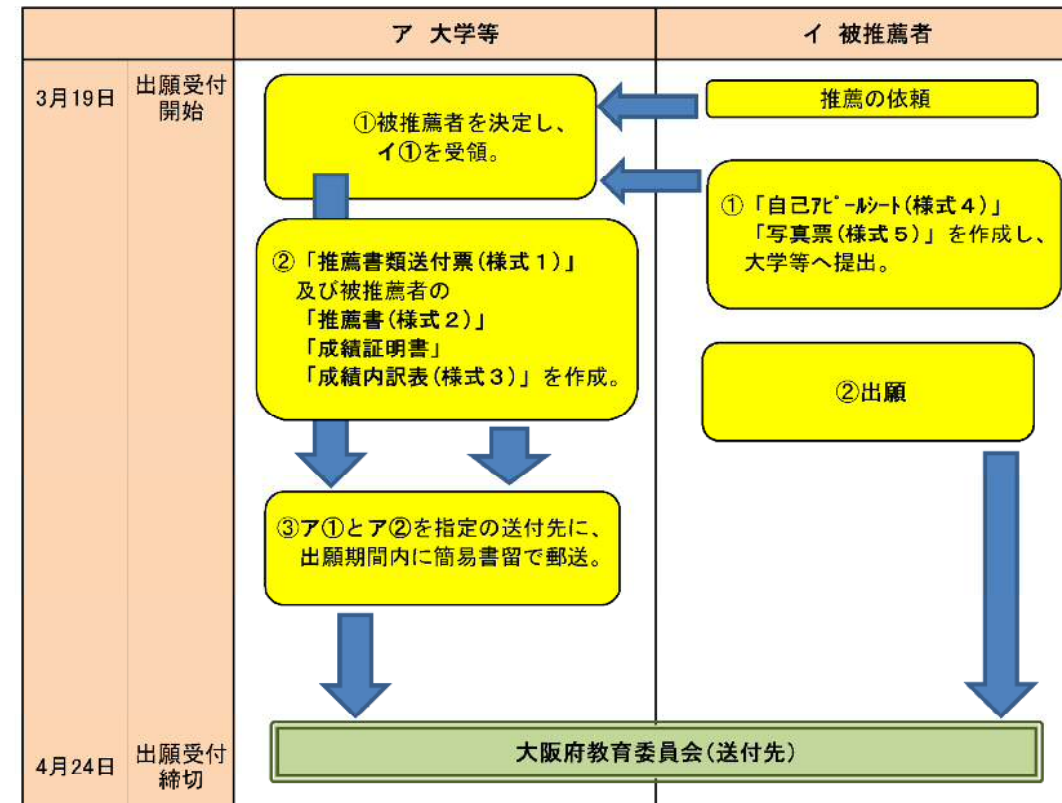 ア 大学等
イ 被推薦者
3月19日
出願受付
開始
①被推薦者を決定し、
イ①を受領。
推薦の依頼
①「自己ｱﾋﾟｰﾙｼｰﾄ(様式４)」
「写真票(様式５)」を作成し、
大学等へ提出。
②「推薦書類送付票(様式１)」
及び被推薦者の
「推薦書(様式２)」
「成績証明書」
「成績内訳表(様式３)」を作成。
②出願
③ア①とア②を指定の送付先に、
出願期間内に簡易書留で郵送。
4月24日
出願受付
締切
大阪府教育委員会(送付先)